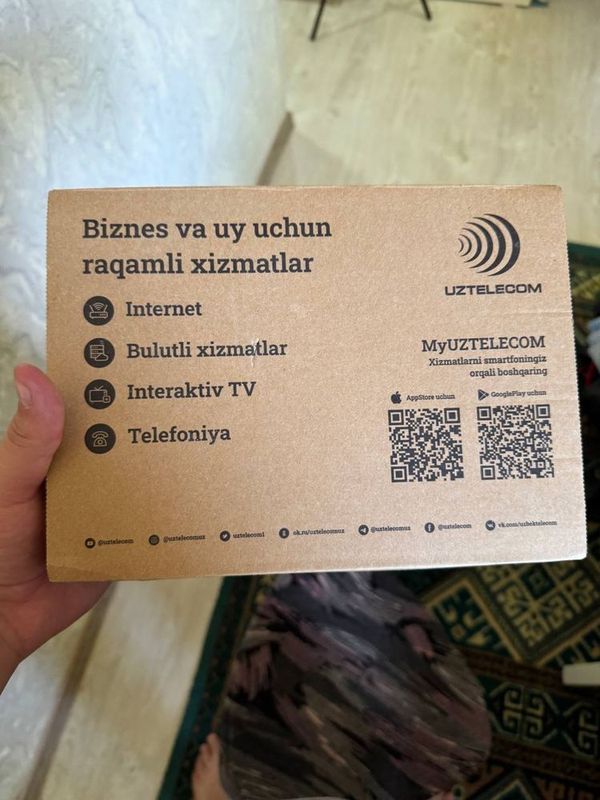 Biznes va uy uchun
raqamli xizmatlar
UZTELECOM
Internet
Bulutli xizmatlar
Interaktiv TV
Telefoniya
MyUZTELECOM
Xizmatlarni smartfoningiz
orqali boshqaring
AppStore uchun
GooglePlay uchun
@uztelecom
@uztelecomuz
uztelecom1
ok.ru/uztelecomuz
@uztelecomuz
@uztelecom
vk.com/uzbektelecom